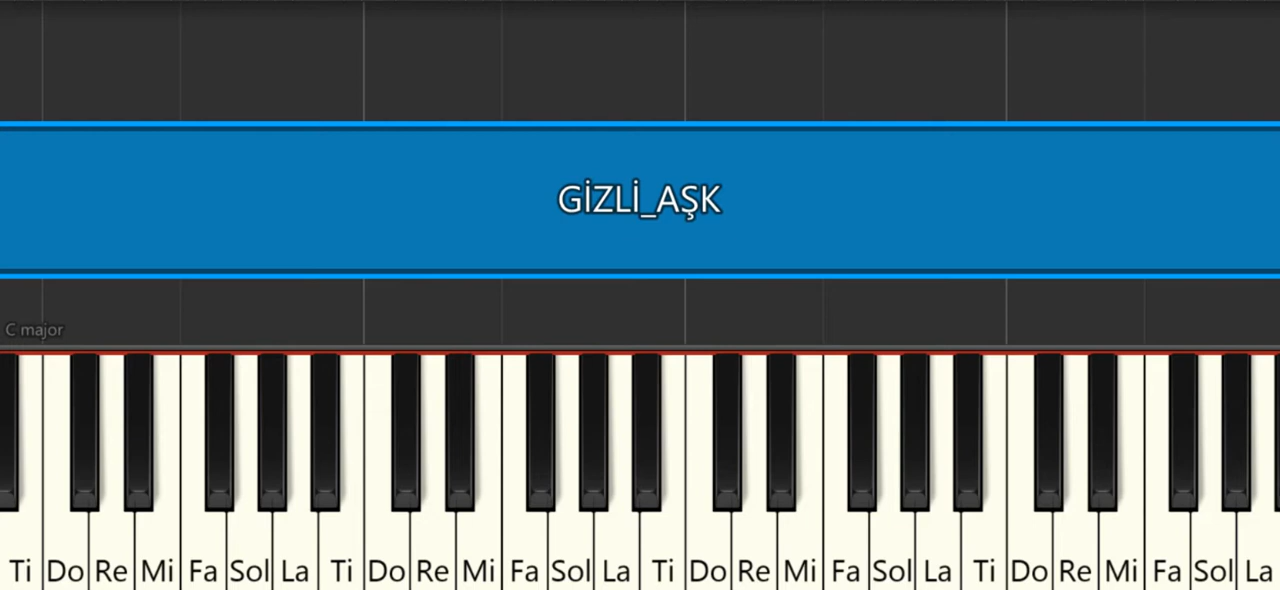 GİZLİ_AŞK
C major
Ti Do Re Mi Fa Sol La Ti Do Re Mi Fa Sol La Ti Do Re Mi Fa Sol La Ti Do Re Mi Fa Sol La